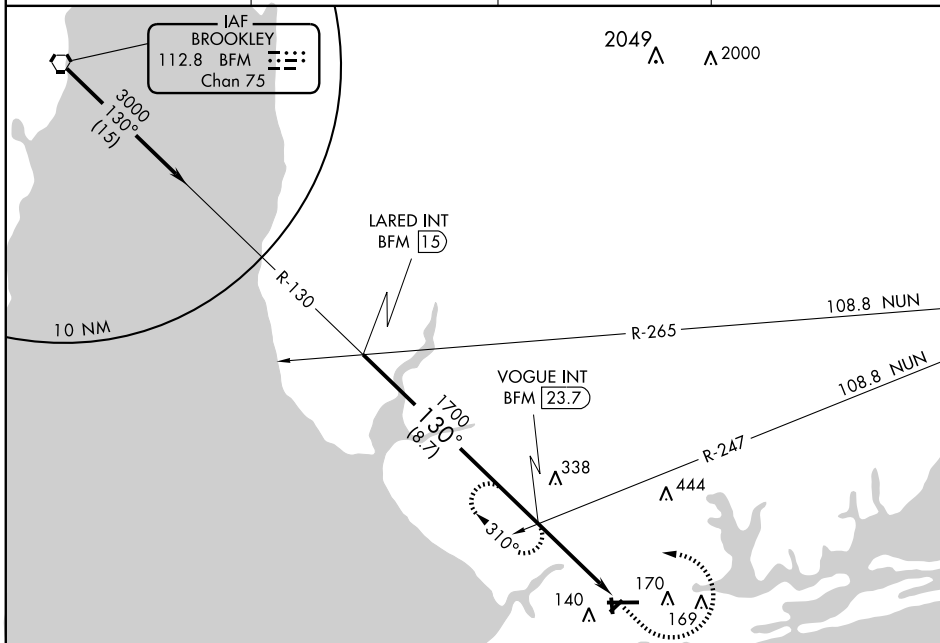 IAF
BROOKLEY
112.8 BFM
Chan 75
2049
2000
3000
130°
(15)
LARED INT
BFM 15
R-130
10 NM
108.8 NUN
R-265
VOGUE INT
BFM 23.7
108.8 NUN
1700
130°
(8.7)
R-247
338
444
310°
140
170
169